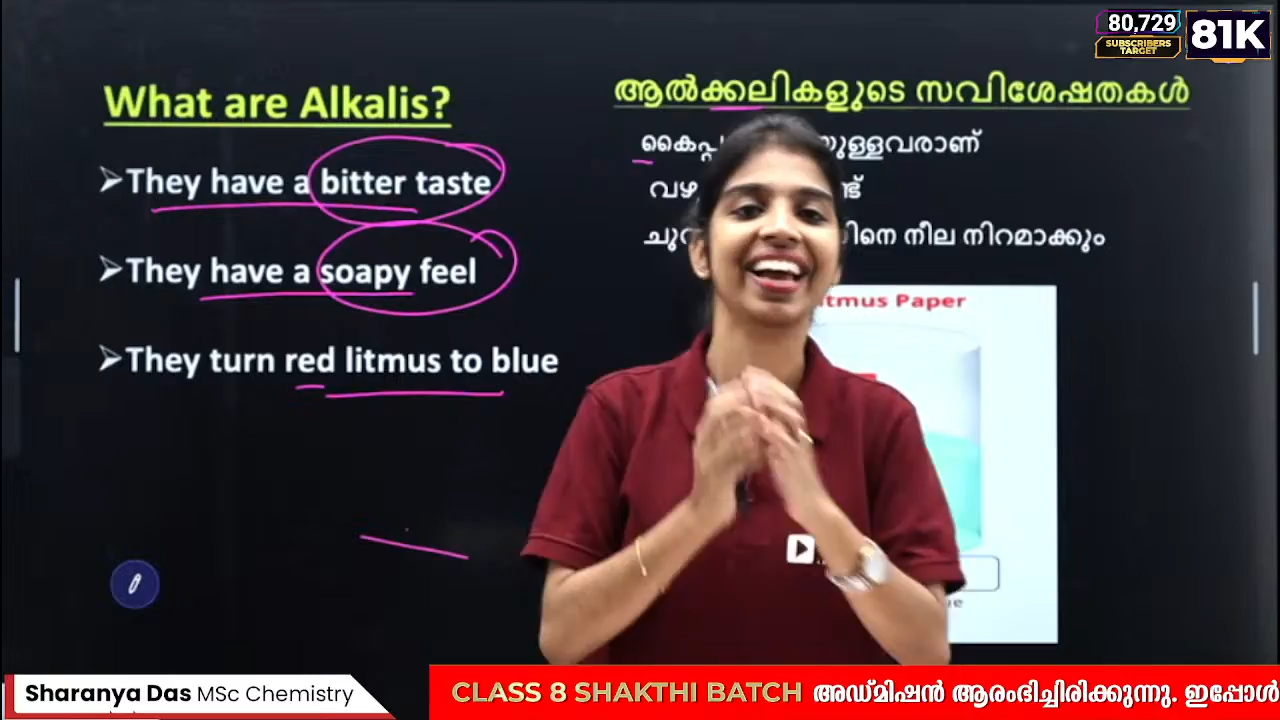 80,729
SUBSCRIBERS
TARGET
81K
What are Alkalis?
➢They have a bitter taste
➢They have a soapy feel
➢They turn red litmus to blue
ആൽക്കലികളുടെ സവിശേഷതകൾ
നീല നിറമാക്കും
Paper
Sharanya Das MSc Chemistry
CLASS 8 SHAKTHI BATCH അഡ്മിഷൻ ആരംഭിച്ചിരിക്കുന്നു. ഇപ്പോൾ